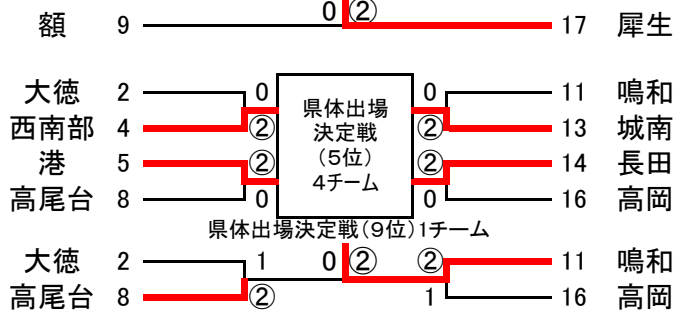 0 ②
額 9 17 犀生
大徳 2 0 0 11 鳴和
県体出場
西南部 4 ② ② 13 城南
決定戦
(5位)
港 5 ② ② 14 長田
4チーム
高尾台 8 0 0 16 高岡
県体出場決定戦(9位)1チーム
大徳 2 1 0 ② ② 11 鳴和
高尾台 8 ② 1 16 高岡